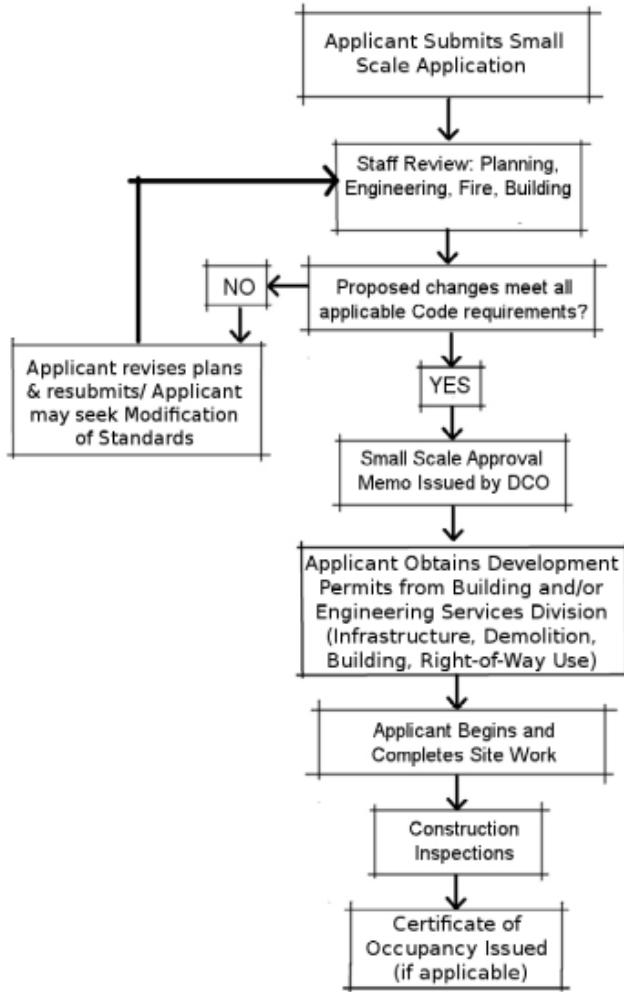 Applicant Submits Small
Scale Application
Staff Review: Planning,
Engineering, Fire, Building
NO
Proposed changes meet all
applicable Code requirements?
Applicant revises plans
& resubmits/ Applicant
may seek Modification
of Standards
YES
Small Scale Approval
Memo Issued by DCO
Applicant Obtains Development
Permits from Building and/or
Engineering Services Division
(Infrastructure, Demolition,
Building, Right-of-Way Use)
Applicant Begins and
Completes Site Work
Construction
Inspections
Certificate of
Occupancy Issued
(if applicable)